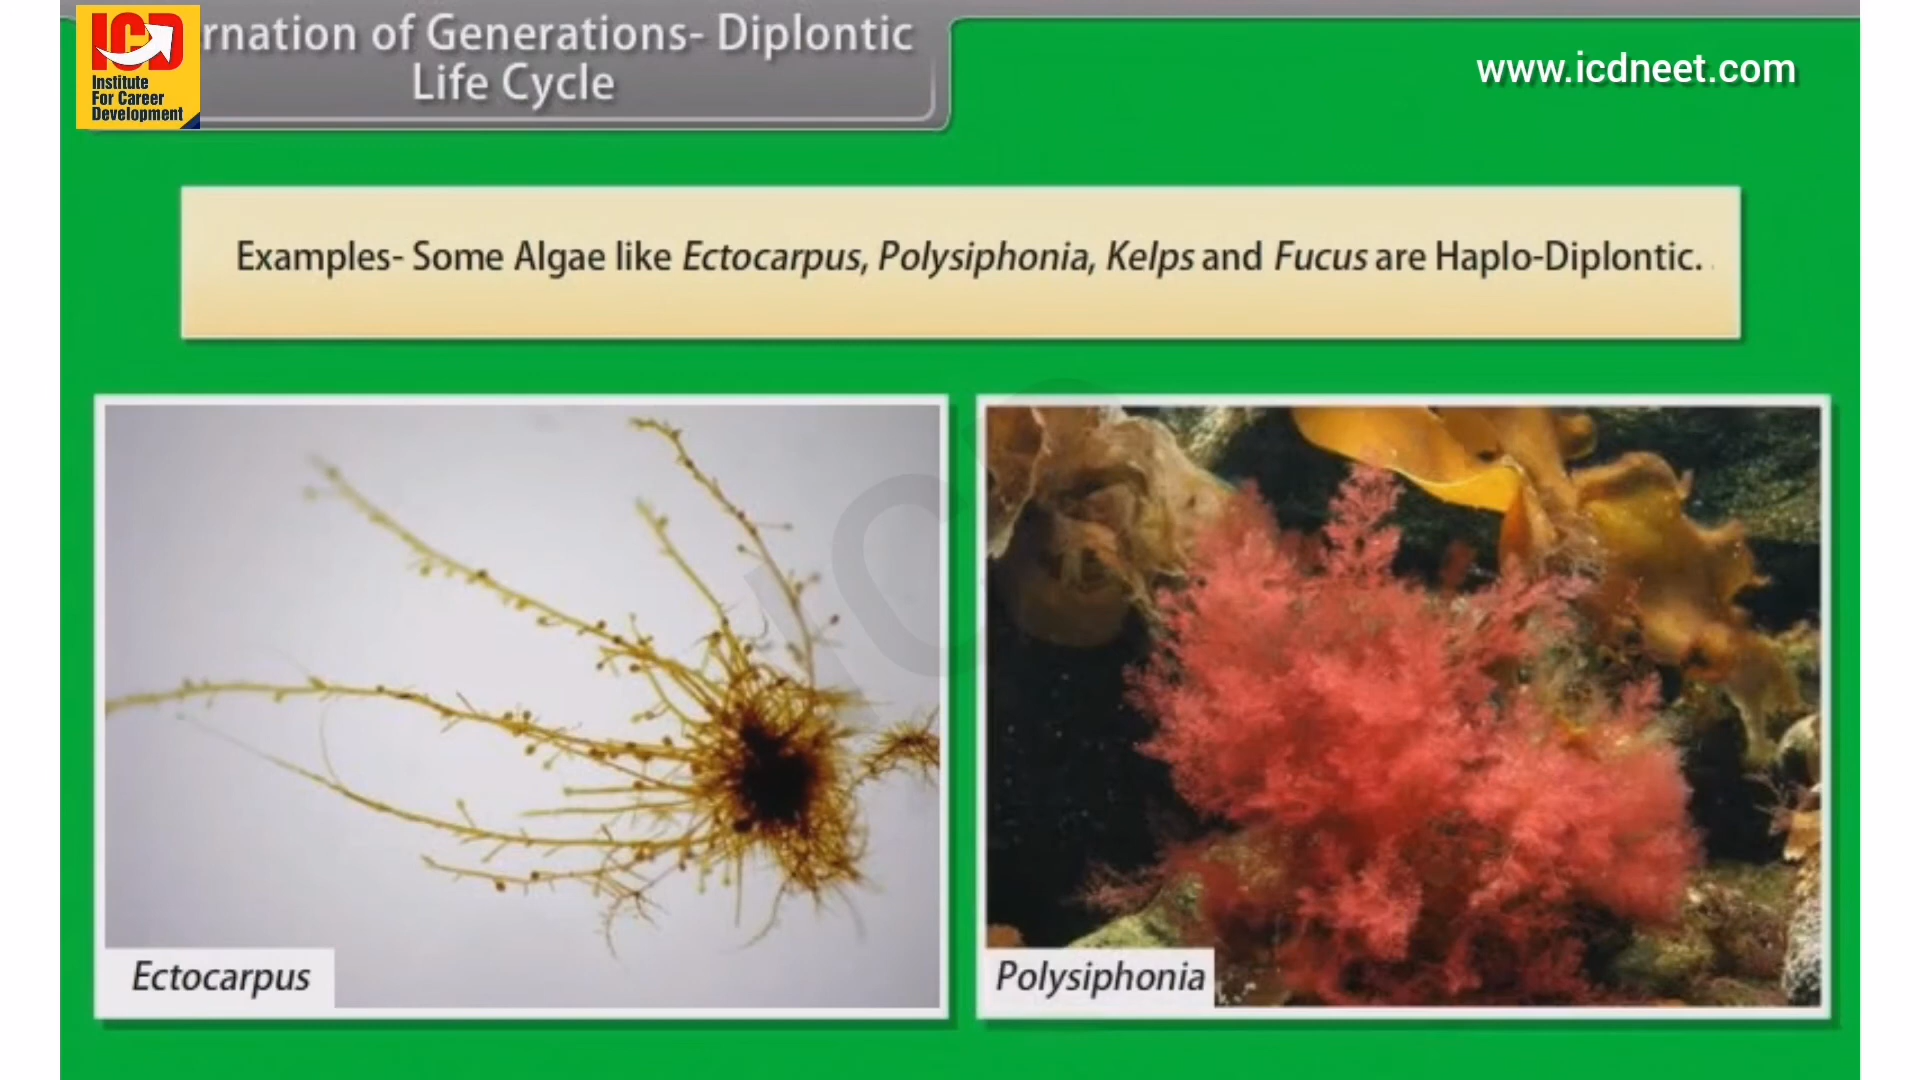 rnation of Generations- Diplontic
Life Cycle
ICD
Institute
For Career
Development
www.icdneet.com
Examples- Some Algae like Ectocarpus, Polysiphonia, Kelps and Fucus are Haplo-Diplontic.
Ectocarpus
Polysiphonia